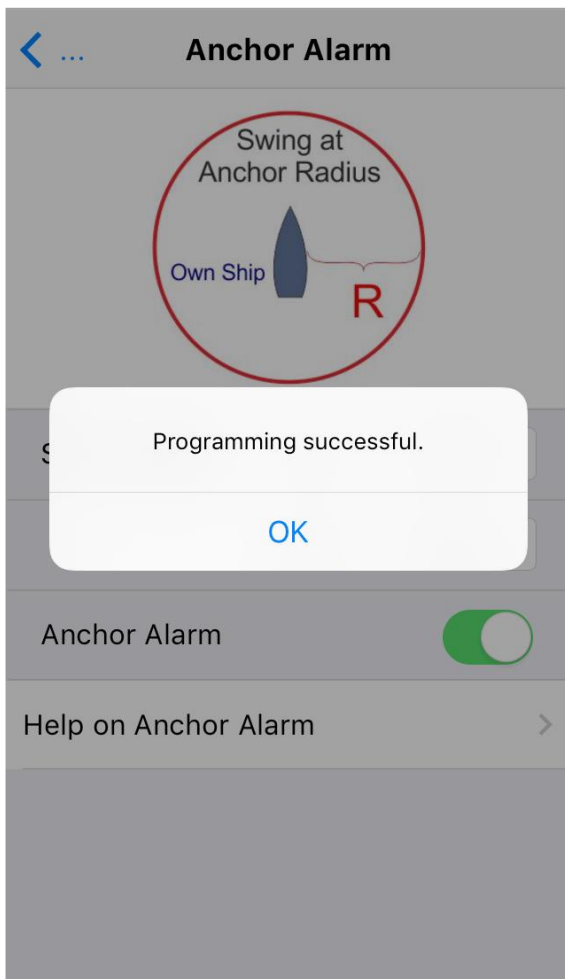 ... Anchor Alarm
Swing at
Anchor Radius
Own Ship
R
Programming successful.
OK
Anchor Alarm
Help on Anchor Alarm